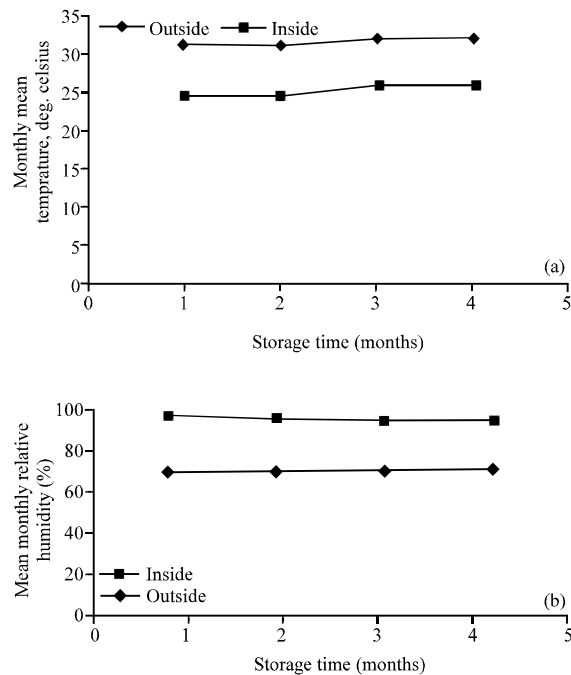 35
30
25
20
15
10
5
0
Monthly mean
temprature, deg. celsius
Outside Inside
(a)
0 1 2 3 4 5
Storage time (months)
100
80
60
40
20
0
Mean monthly relative
humidity (%)
Inside
Outside
(b)
0 1 2 3 4 5
Storage time (months)